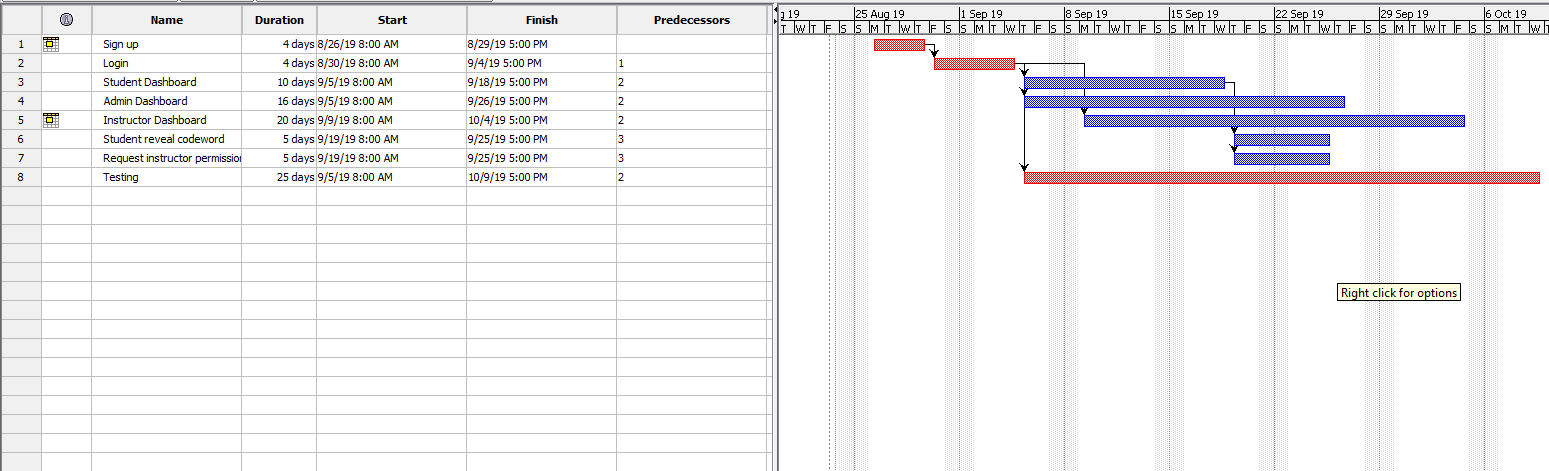 Name Duration Start Finish Predecessors
1 Sign up 4 days 8/26/19 8:00 AM 8/29/19 5:00 PM
2 Login 4 days 8/30/19 8:00 AM 9/4/19 5:00 PM 1
3 Student Dashboard 10 days 9/5/19 8:00 AM 9/18/19 5:00 PM 2
4 Admin Dashboard 16 days 9/5/19 8:00 AM 9/26/19 5:00 PM 2
5 Instructor Dashboard 20 days 9/9/19 8:00 AM 10/4/19 5:00 PM 2
6 Student reveal codeword 5 days 9/19/19 8:00 AM 9/25/19 5:00 PM 3
7 Request instructor permission 5 days 9/19/19 8:00 AM 9/25/19 5:00 PM 3
8 Testing 25 days 9/5/19 8:00 AM 10/9/19 5:00 PM 2
19 25 Aug 19 1 Sep 19 8 Sep 19 15 Sep 19 22 Sep 19 29 Sep 19 6 Oct 19
T W T F S S M T W T F S S M T W T F S S M T W T F S S M T W T F S S M T W T F S S M T W T F S S M T W T
Right click for options